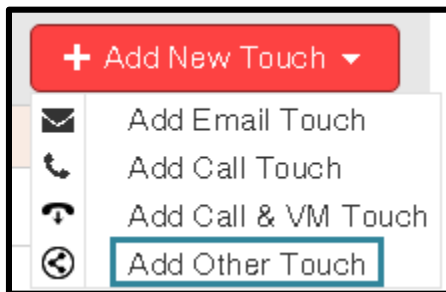 + Add New Touch
Add Email Touch
Add Call Touch
Add Call & VM Touch
Add Other Touch